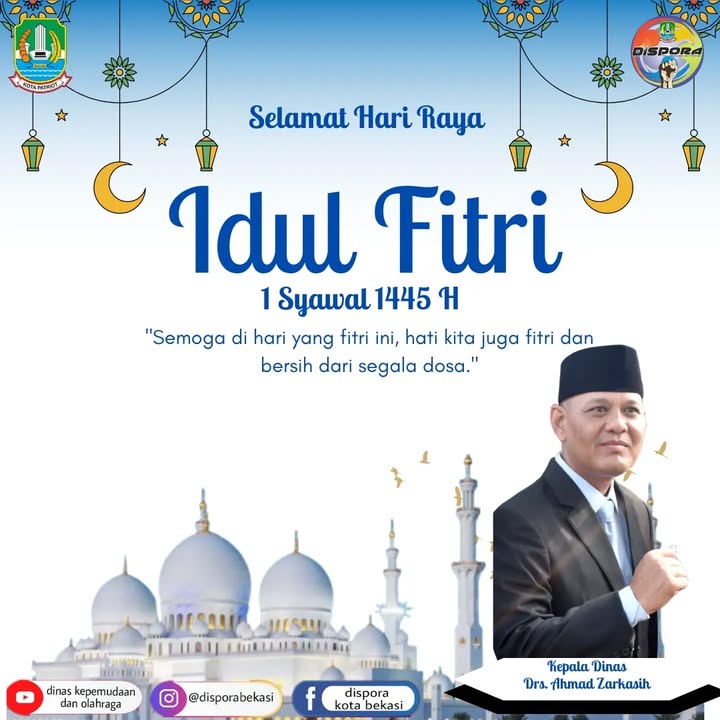 KOTA PATRIOT
DISPORA
Selamat Hari Raya
Idul Fitri
1 Syawal 1445 H
"Semoga di hari yang fitri ini, hati kita juga fitri dan
bersih dari segala dosa."
Kepala Dinas
Drs. Ahmad Zarkasih
dinas kepemudaan
dan olahraga
@disporabekasi
dispora
kota bekasi